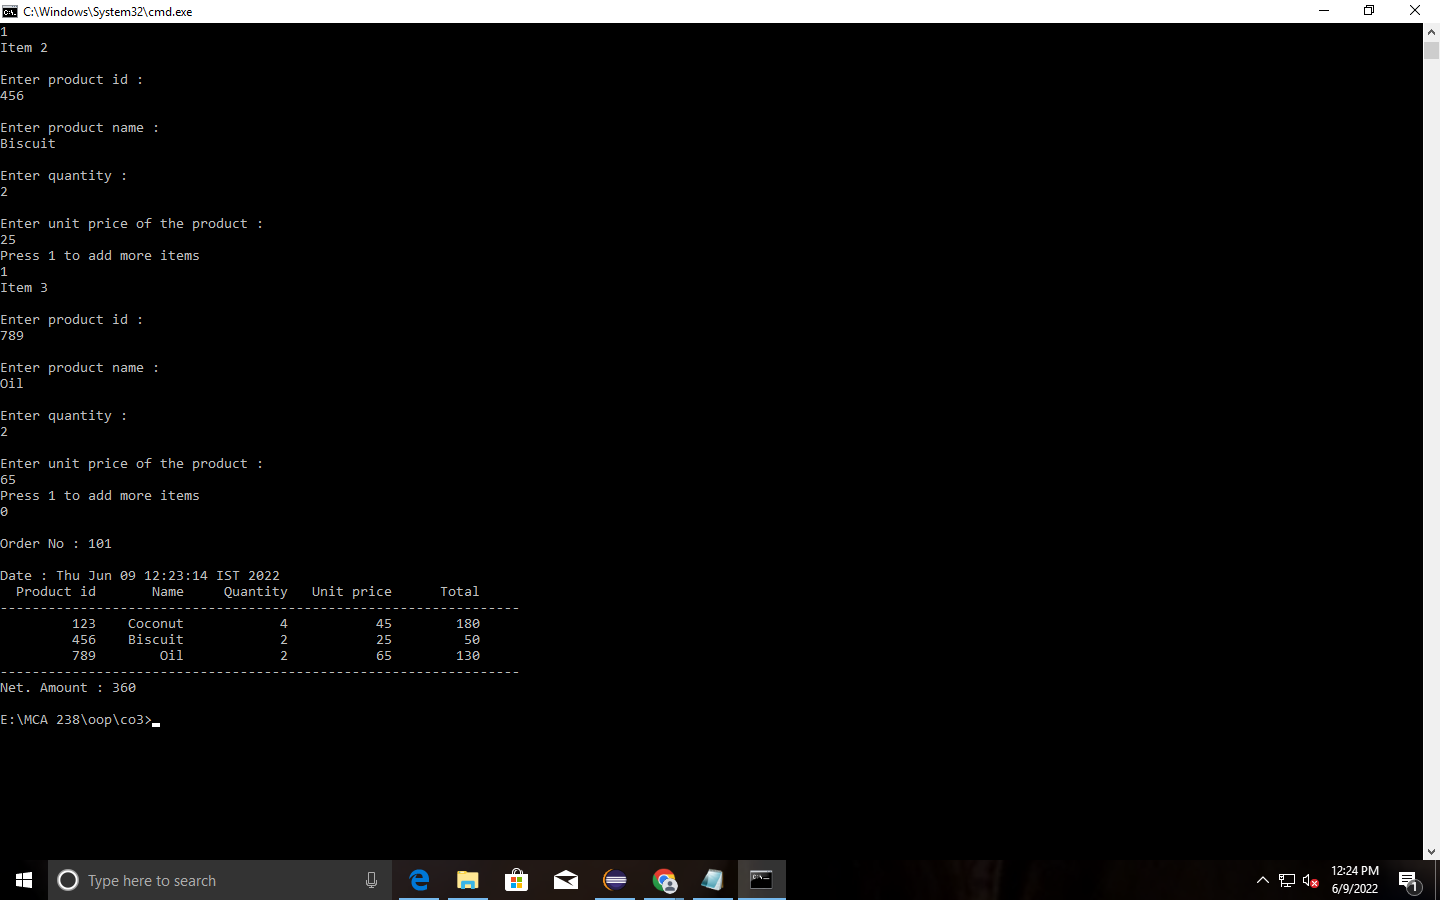 C:\Windows\System32\cmd.exe
1
Item 2
Enter product id :
456
Enter product name :
Biscuit
Enter quantity :
2
Enter unit price of the product :
25
Press 1 to add more items
1
Item 3
Enter product id :
789
Enter product name :
Oil
Enter quantity :
2
Enter unit price of the product :
65
Press 1 to add more items
0
Order No : 101
Date : Thu Jun 09 12:23:14 IST 2022
Product id Name Quantity Unit price Total
-----------------------------------------------------------------
123 Coconut 4 45 180
456 Biscuit 2 25 50
789 Oil 2 65 130
-----------------------------------------------------------------
Net. Amount : 360
E:\MCA 238\oop\co3>
Type here to search
12:24 PM
6/9/2022
1